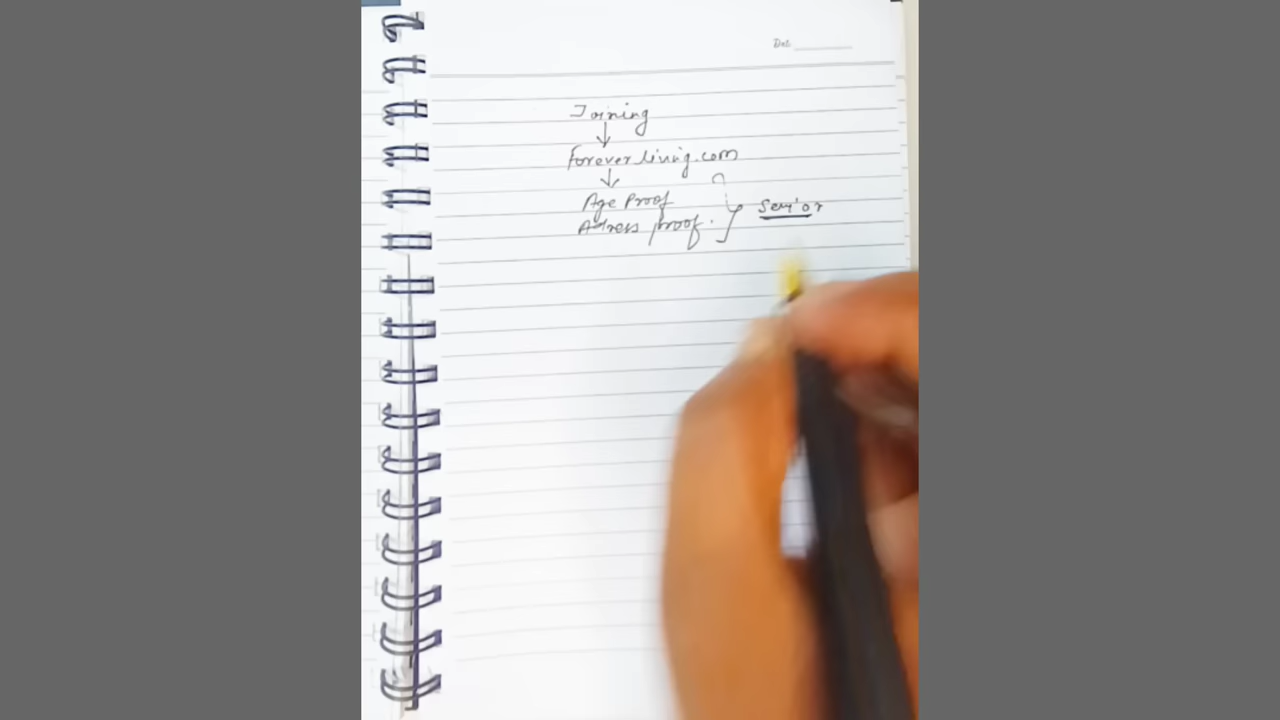 Joining
↓
Foreverliving.com
↓
Age Proof
Adress proof.
Senior